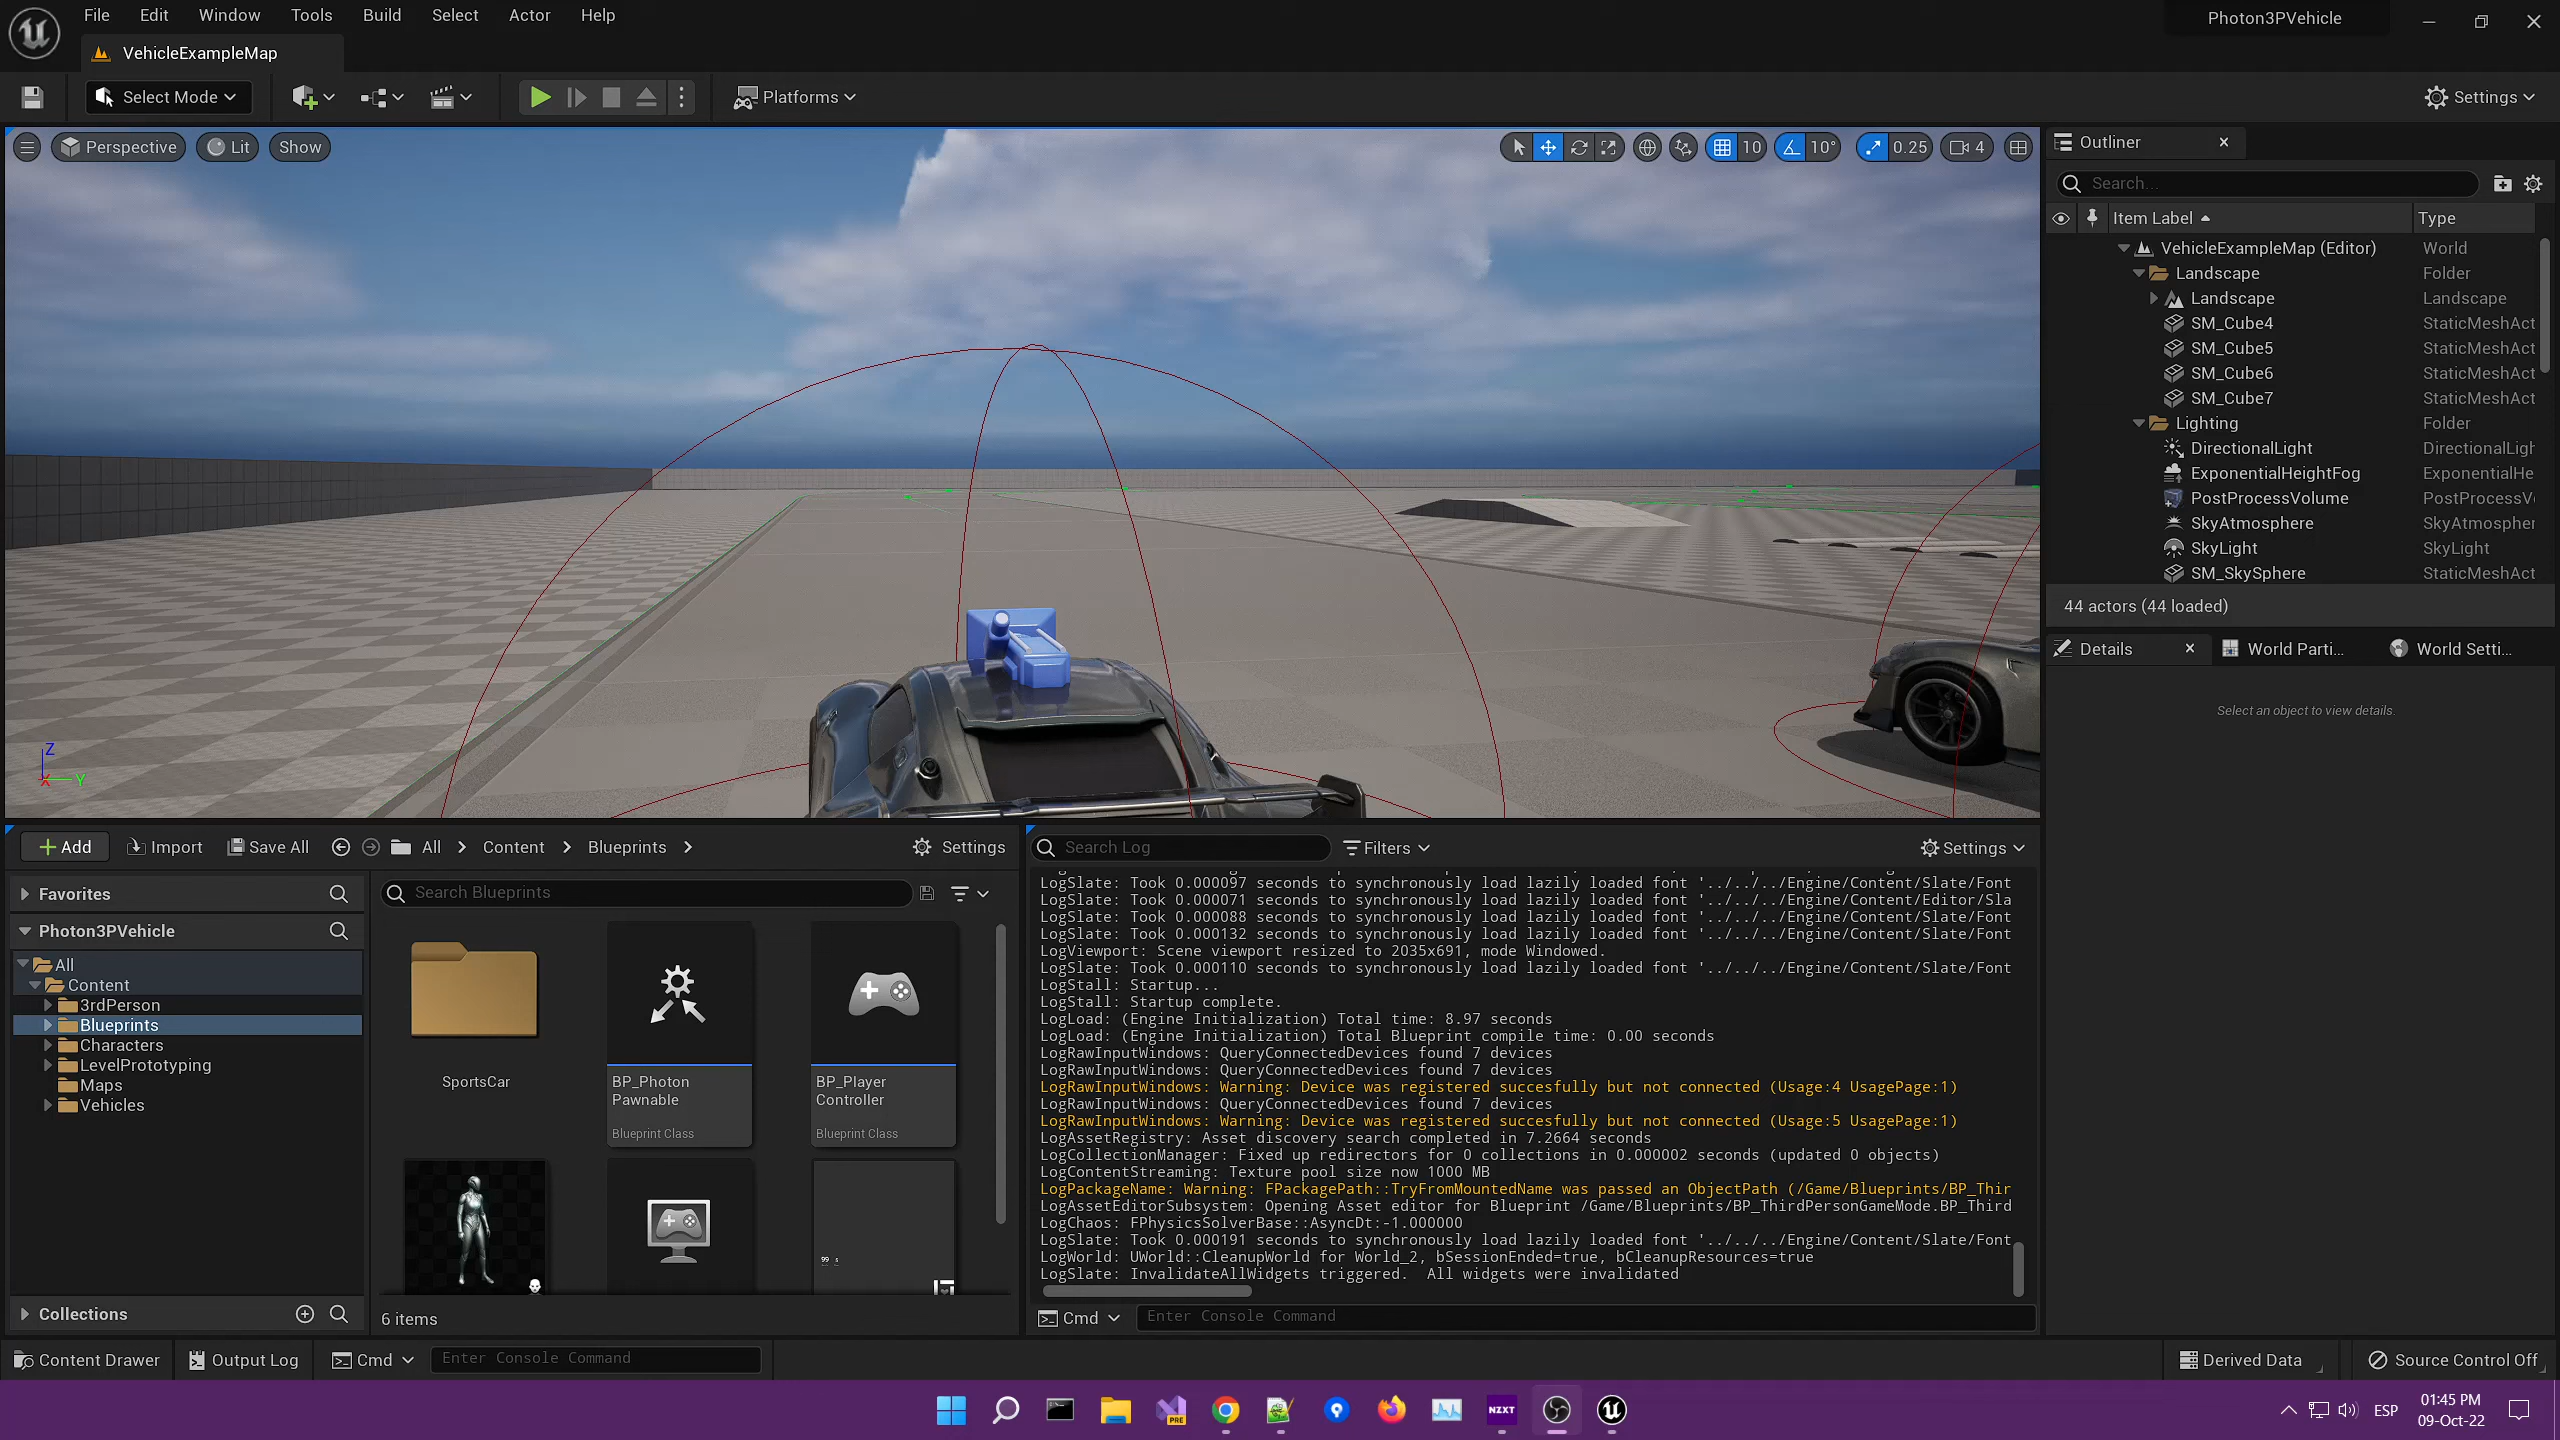 File Edit Window Tools Build Select Actor Help
Photon3PVehicle
VehicleExampleMap
Select Mode
Platforms
Settings
Perspective Lit Show
10 10° 0.25 4
Outliner
Search...
Item Label Type
VehicleExampleMap (Editor) World
Landscape Folder
Landscape Landscape
SM_Cube4 StaticMeshAct
SM_Cube5 StaticMeshAct
SM_Cube6 StaticMeshAct
SM_Cube7 StaticMeshAct
Lighting Folder
DirectionalLight DirectionalLigh
ExponentialHeightFog ExponentialHe
PostProcessVolume PostProcessV
SkyAtmosphere SkyAtmospher
SkyLight SkyLight
SM_SkySphere StaticMeshAct
44 actors (44 loaded)
Details World Parti... World Setti...
Select an object to view details.
Z
X Y
Add Import Save All All Content Blueprints Settings
Favorites
Photon3PVehicle
All
Content
3rdPerson
Blueprints
Characters
LevelPrototyping
Maps
Vehicles
Collections
Search Blueprints
SportsCar
BP_Photon
Pawnable
Blueprint Class
BP_Player
Controller
Blueprint Class
6 items
Search Log Filters Settings
LogSlate: Took 0.000097 seconds to synchronously load lazily loaded font '../../../Engine/Content/Slate/Font
LogSlate: Took 0.000071 seconds to synchronously load lazily loaded font '../../../Engine/Content/Editor/Sla
LogSlate: Took 0.000088 seconds to synchronously load lazily loaded font '../../../Engine/Content/Slate/Font
LogSlate: Took 0.000132 seconds to synchronously load lazily loaded font '../../../Engine/Content/Slate/Font
LogViewport: Scene viewport resized to 2035x691, mode Windowed.
LogSlate: Took 0.000110 seconds to synchronously load lazily loaded font '../../../Engine/Content/Slate/Font
LogStall: Startup...
LogStall: Startup complete.
LogLoad: (Engine Initialization) Total time: 8.97 seconds
LogLoad: (Engine Initialization) Total Blueprint compile time: 0.00 seconds
LogRawInputWindows: QueryConnectedDevices found 7 devices
LogRawInputWindows: QueryConnectedDevices found 7 devices
LogRawInputWindows: Warning: Device was registered succesfully but not connected (Usage:4 UsagePage:1)
LogRawInputWindows: QueryConnectedDevices found 7 devices
LogRawInputWindows: Warning: Device was registered succesfully but not connected (Usage:5 UsagePage:1)
LogAssetRegistry: Asset discovery search completed in 7.2664 seconds
LogCollectionManager: Fixed up redirectors for 0 collections in 0.000002 seconds (updated 0 objects)
LogContentStreaming: Texture pool size now 1000 MB
LogPackageName: Warning: FPackagePath::TryFromMountedName was passed an ObjectPath (/Game/Blueprints/BP_Thir
LogAssetEditorSubsystem: Opening Asset editor for Blueprint /Game/Blueprints/BP_ThirdPersonGameMode.BP_Third
LogChaos: FPhysicsSolverBase::AsyncDt:-1.000000
LogSlate: Took 0.000191 seconds to synchronously load lazily loaded font '../../../Engine/Content/Slate/Font
LogWorld: UWorld::CleanupWorld for World_2, bSessionEnded=true, bCleanupResources=true
LogSlate: InvalidateAllWidgets triggered.  All widgets were invalidated
Cmd Enter Console Command
Content Drawer Output Log Cmd Enter Console Command Derived Data Source Control Off
PRE NZXT ESP 01:45 PM
09-Oct-22